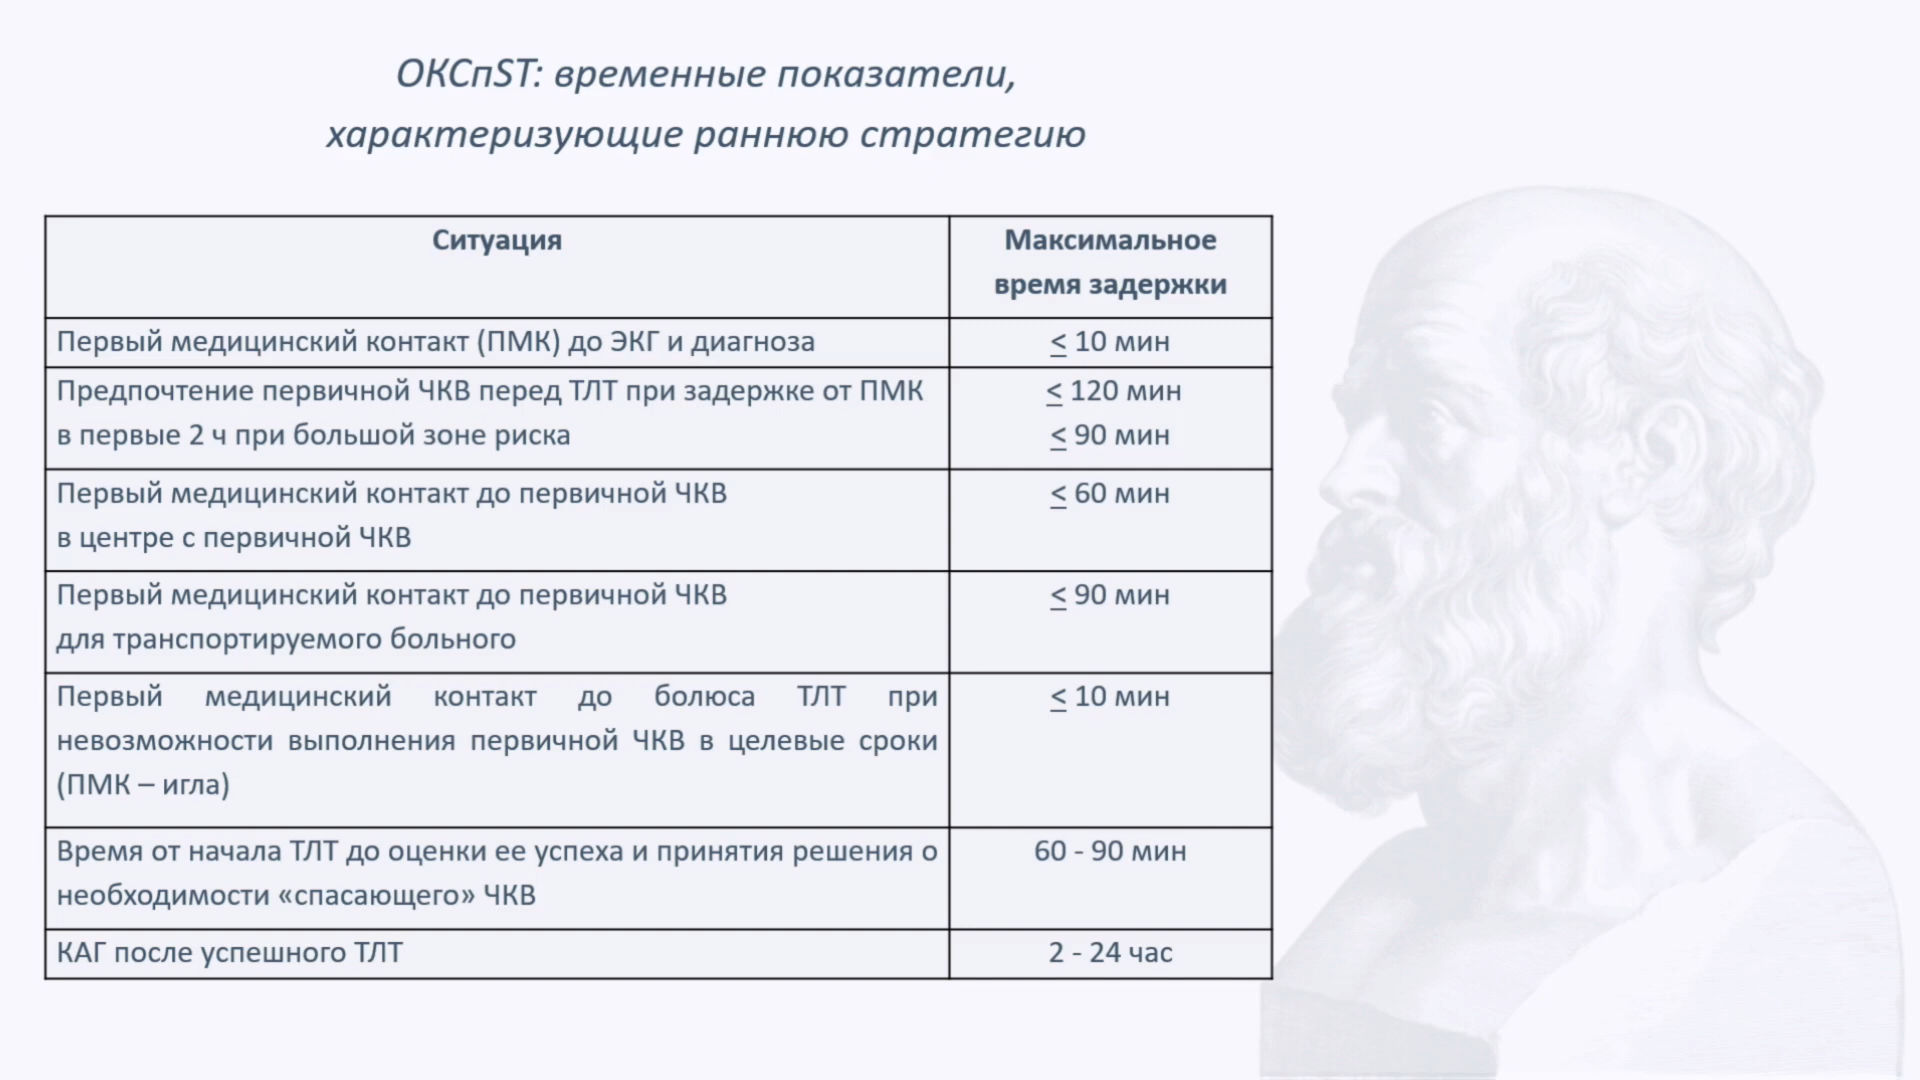 ОКСпST: временные показатели,
характеризующие раннюю стратегию
Ситуация
Максимальное
время задержки
Первый медицинский контакт (ПМК) до ЭКГ и диагноза
≤ 10 мин
Предпочтение первичной ЧКВ перед ТЛТ при задержке от ПМК
в первые 2 ч при большой зоне риска
≤ 120 мин
≤ 90 мин
Первый медицинский контакт до первичной ЧКВ
в центре с первичной ЧКВ
≤ 60 мин
Первый медицинский контакт до первичной ЧКВ
для транспортируемого больного
≤ 90 мин
Первый медицинский контакт до болюса ТЛТ при
невозможности выполнения первичной ЧКВ в целевые сроки
(ПМК – игла)
≤ 10 мин
Время от начала ТЛТ до оценки ее успеха и принятия решения о
необходимости «спасающего» ЧКВ
60 - 90 мин
КАГ после успешного ТЛТ
2 - 24 час